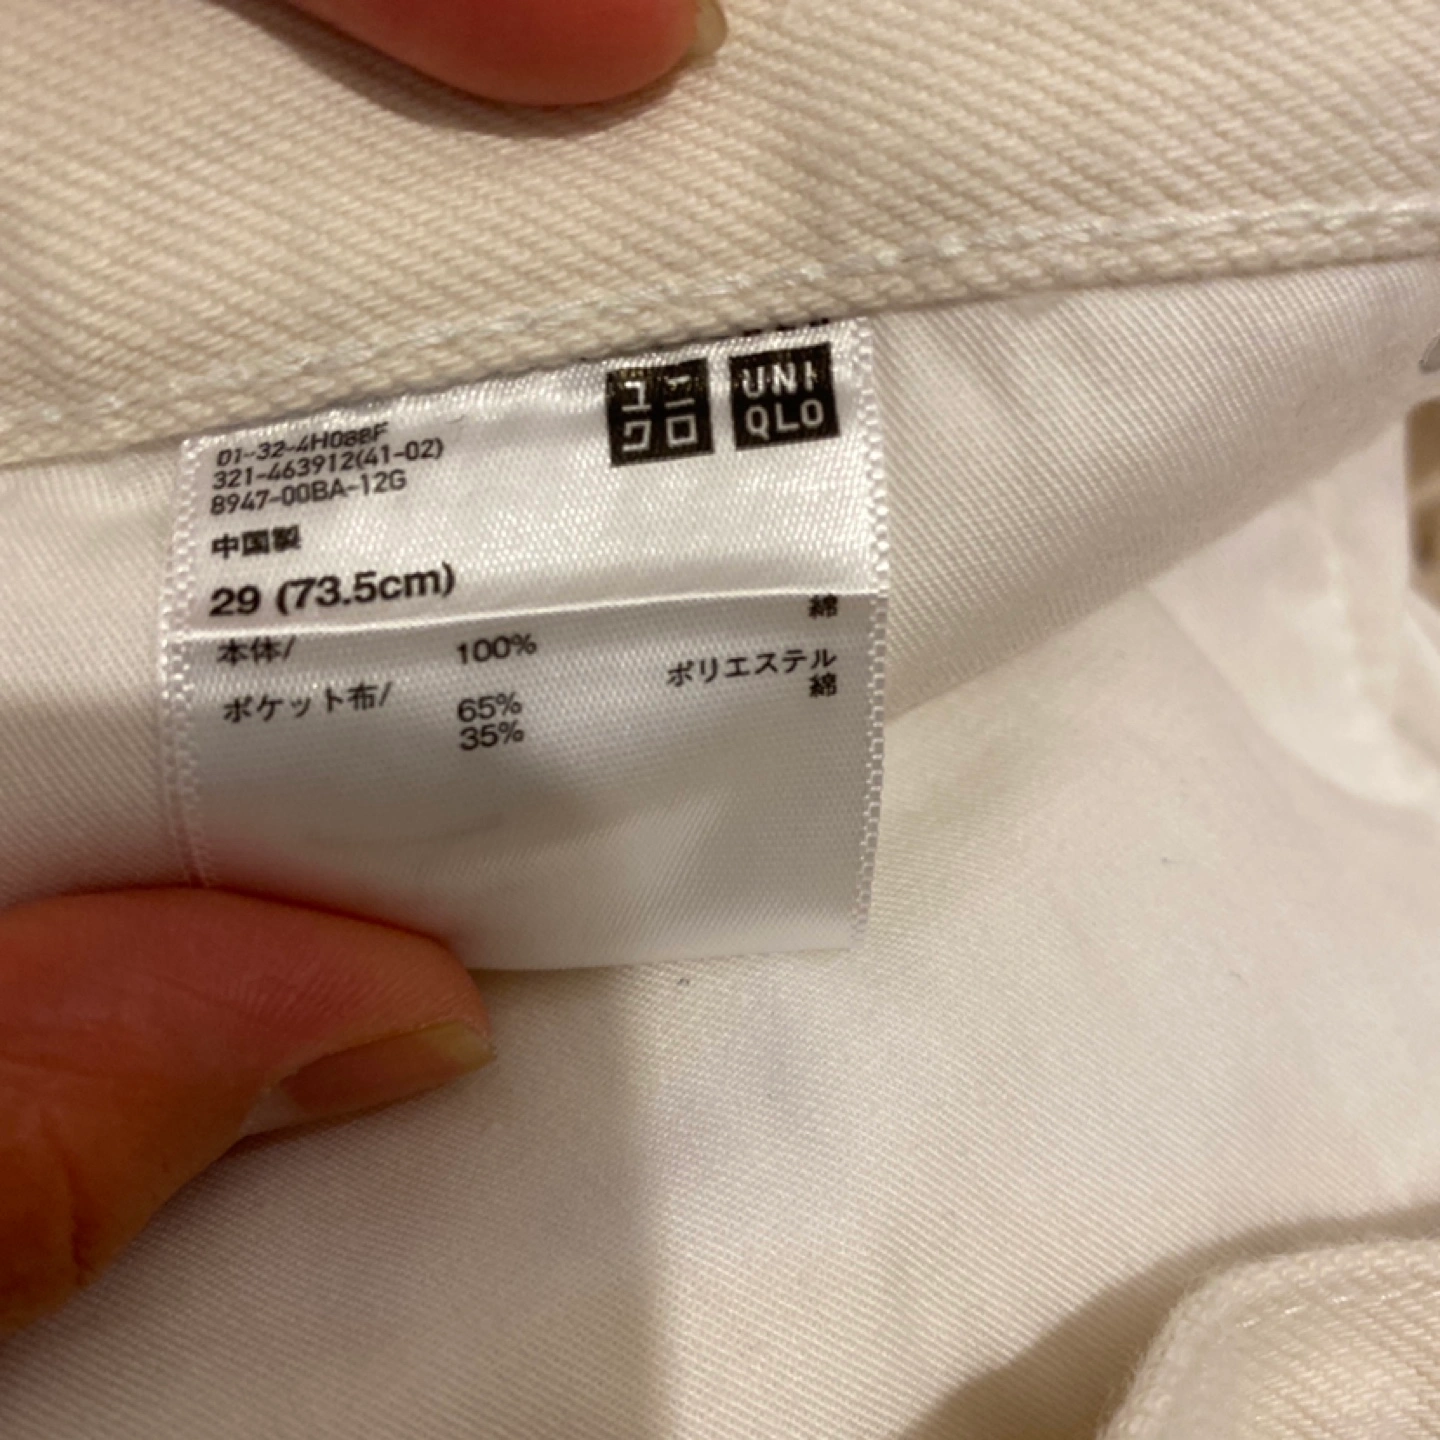 ユニ
クロ
UNI
QLO
01-32-4H088F
321-463912(41-02)
8947-00BA-12G
中国製
29 (73.5cm)
本体/ 100% 綿
ポケット布/ 65% ポリエステル
35% 綿